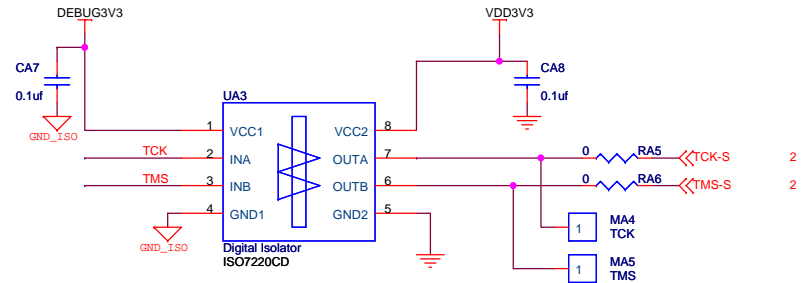 DEBUG3V3
VDD3V3
CA7
0.1uf
GND_ISO
CA8
0.1uf
UA3
1 VCC1 VCC2 8
TCK 2 INA OUTA 7 0 RA5 TCK-S 2
TMS 3 INB OUTB 6 0 RA6 TMS-S 2
4 GND1 GND2 5
GND_ISO
Digital Isolator
ISO7220CD
1 MA4
TCK
1 MA5
TMS